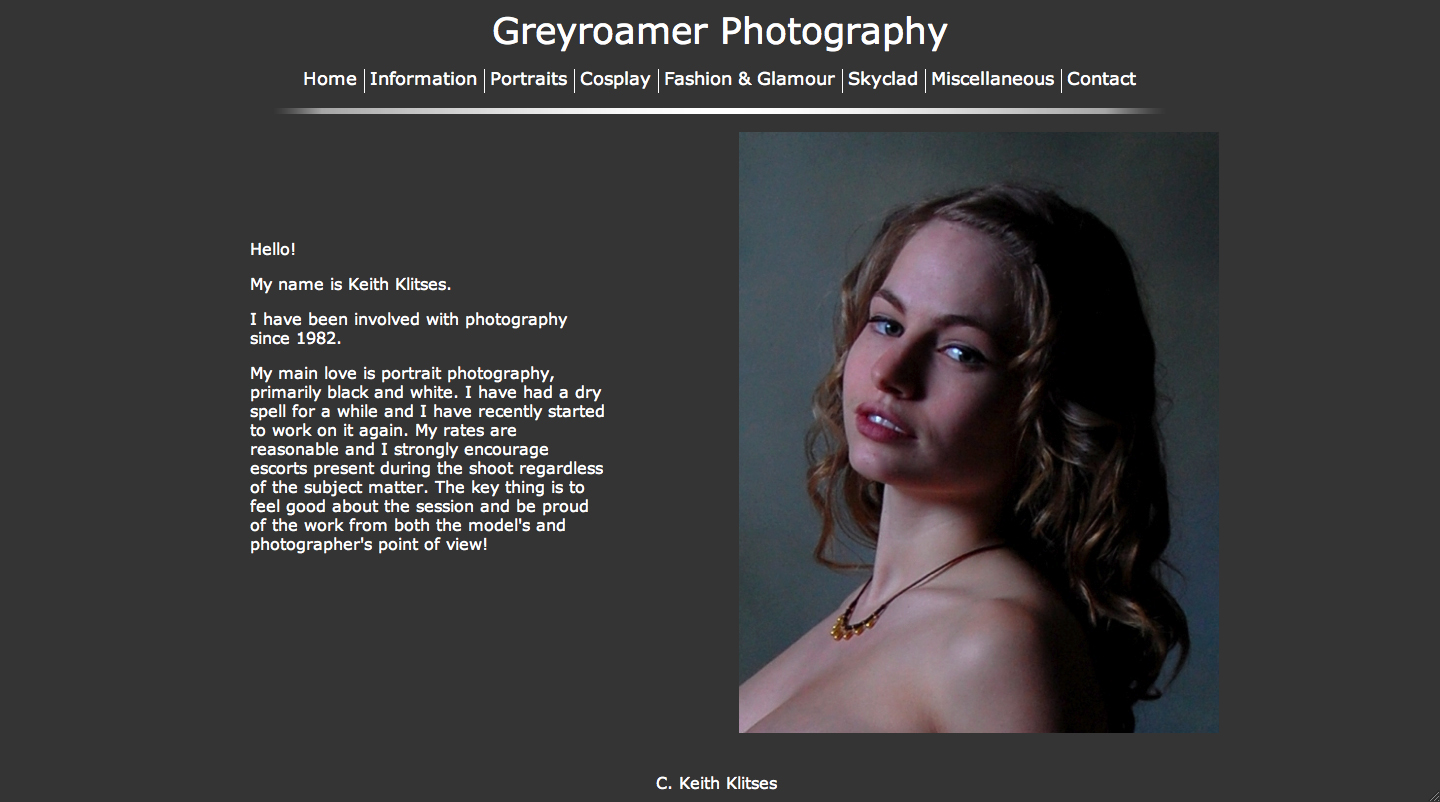 Greyroamer Photography
Home Information Portraits Cosplay Fashion & Glamour Skyclad Miscellaneous Contact
Hello!
My name is Keith Klitses.
I have been involved with photography
since 1982.
My main love is portrait photography,
primarily black and white. I have had a dry
spell for a while and I have recently started
to work on it again. My rates are
reasonable and I strongly encourage
escorts present during the shoot regardless
of the subject matter. The key thing is to
feel good about the session and be proud
of the work from both the model's and
photographer's point of view!
C. Keith Klitses